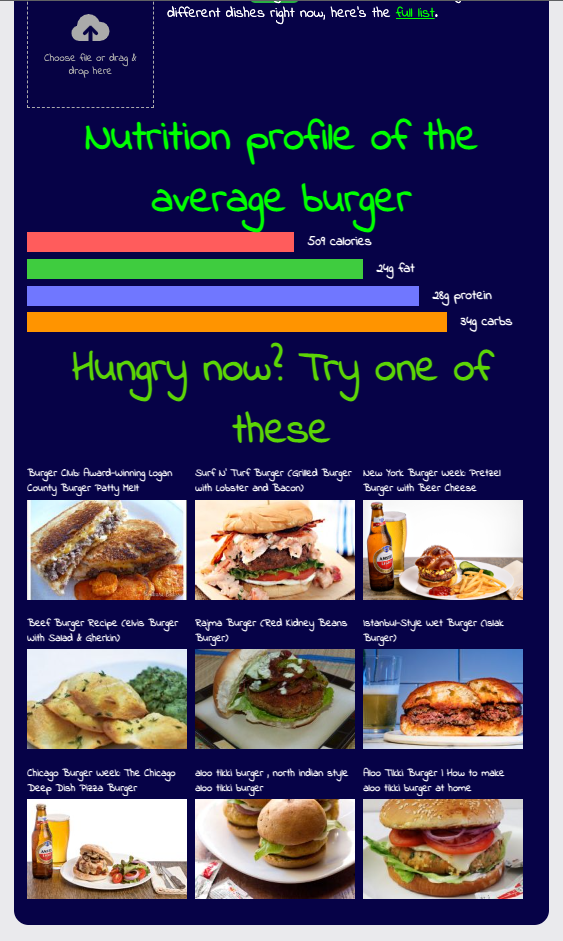 different dishes right now, here's the full list.
Choose file or drag &
drop here
Nutrition profile of the
average burger
509 calories
24g fat
28g protein
34g carbs
Hungry now? Try one of
these
Burger Club: Award-Winning Logan
County Burger Patty Melt
Surf N' Turf Burger (Grilled Burger
with Lobster and Bacon)
New York Burger Week: Pretzel
Burger with Beer Cheese
Beef Burger Recipe (Elvis Burger
with Salad & Gherkin)
Rajma Burger (Red Kidney Beans
Burger)
Istanbul-Style Wet Burger (Islak
Burger)
Chicago Burger Week: The Chicago
Deep Dish Pizza Burger
aloo tikki burger , north indian style
aloo tikki burger
Aloo Tikki Burger | How to make
aloo tikki burger at home